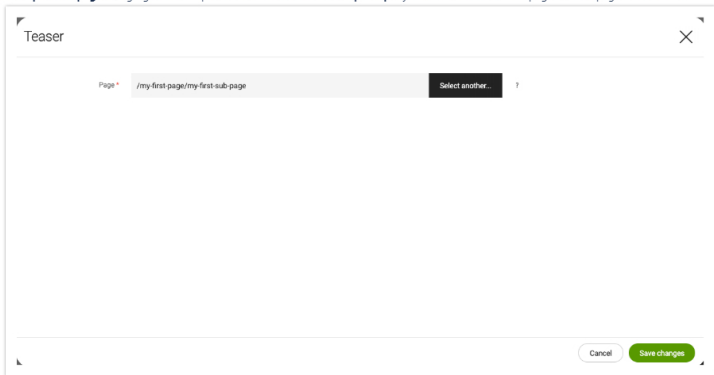 Teaser
Page *
/my-first-page/my-first-sub-page
Select another...
?
Cancel
Save changes